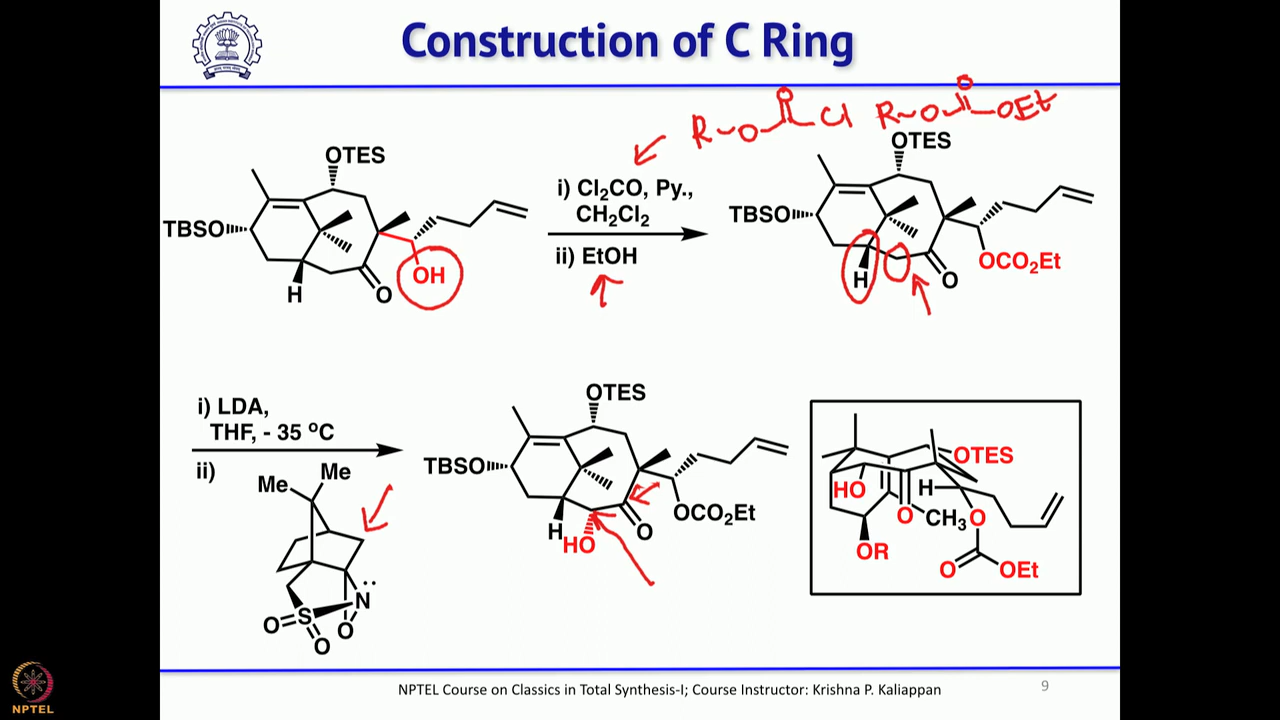 Construction of C Ring
R~O Cl O
R~O OEt O
OTES
TBSO
OH
H
O
i) Cl₂CO, Py.,
CH₂Cl₂
ii) EtOH
OTES
TBSO
OCO₂Et
H
O
i) LDA,
THF, - 35 ⁰C
ii)
Me
Me
N
S
O
O
O
OTES
TBSO
OCO₂Et
H
HO
O
OTES
HO
H
O
CH₃
O
OR
O
OEt
NPTEL Course on Classics in Total Synthesis-I; Course Instructor: Krishna P. Kaliappan
9
NPTEL